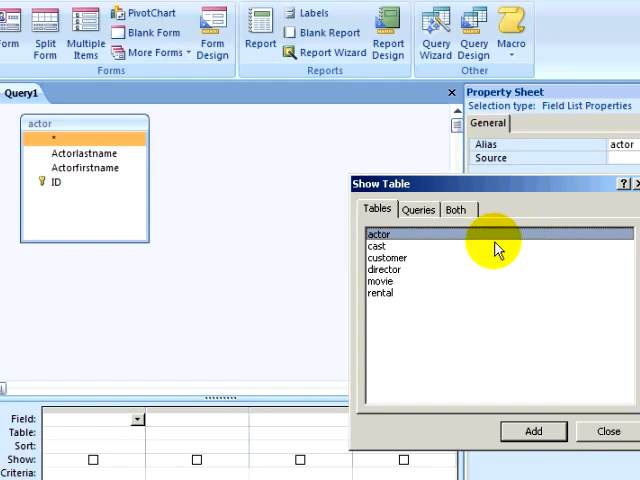 Form
Split Form
Multiple Items
PivotChart
Blank Form
More Forms
Form Design
Forms
Report
Labels
Blank Report
Report Wizard
Report Design
Reports
Query Wizard
Query Design
Macro
Other
Query1
Property Sheet
Selection type: Field List Properties
General
Alias actor
Source
actor
*
Actorlastname
Actorfirstname
ID
Show Table
Tables Queries Both
actor
cast
customer
director
movie
rental
Add Close
Field:
Table:
Sort:
Show:
Criteria: